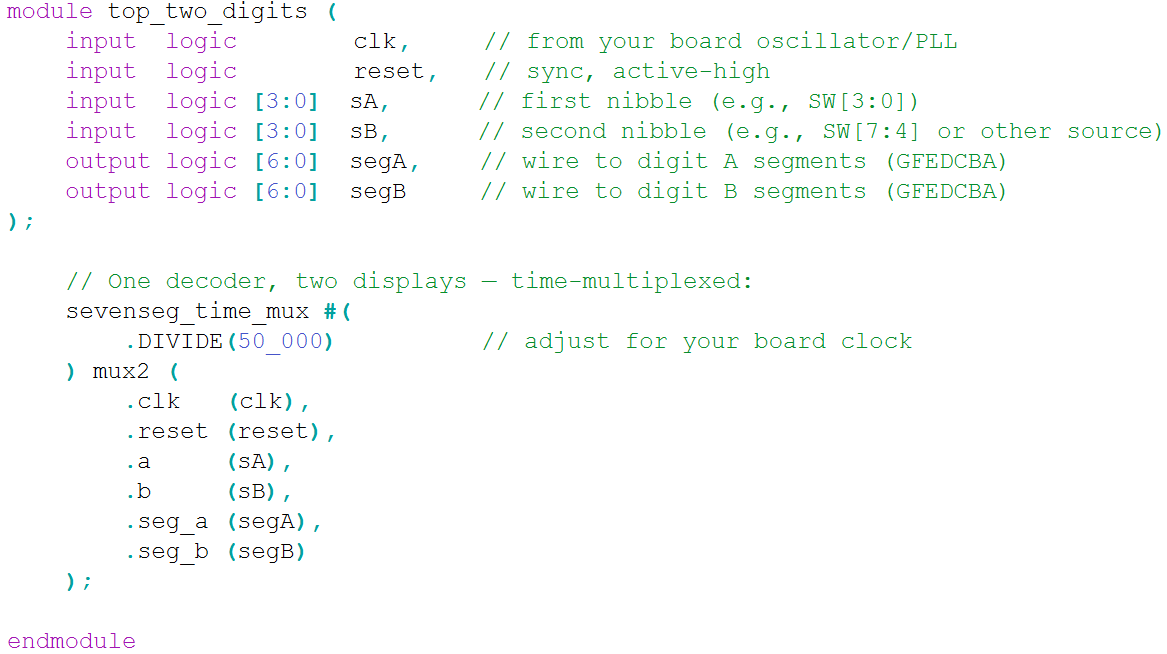 module top_two_digits (
    input  logic        clk,     // from your board oscillator/PLL
    input  logic        reset,   // sync, active-high
    input  logic [3:0]  sA,      // first nibble (e.g., SW[3:0])
    input  logic [3:0]  sB,      // second nibble (e.g., SW[7:4] or other source)
    output logic [6:0]  segA,    // wire to digit A segments (GFEDCBA)
    output logic [6:0]  segB     // wire to digit B segments (GFEDCBA)
);

    // One decoder, two displays — time-multiplexed:
    sevenseg_time_mux #(
        .DIVIDE(50_000)          // adjust for your board clock
    ) mux2 (
        .clk   (clk),
        .reset (reset),
        .a     (sA),
        .b     (sB),
        .seg_a (segA),
        .seg_b (segB)
    );

endmodule